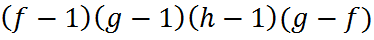 (f − 1)(g − 1)(h − 1)(g − f)